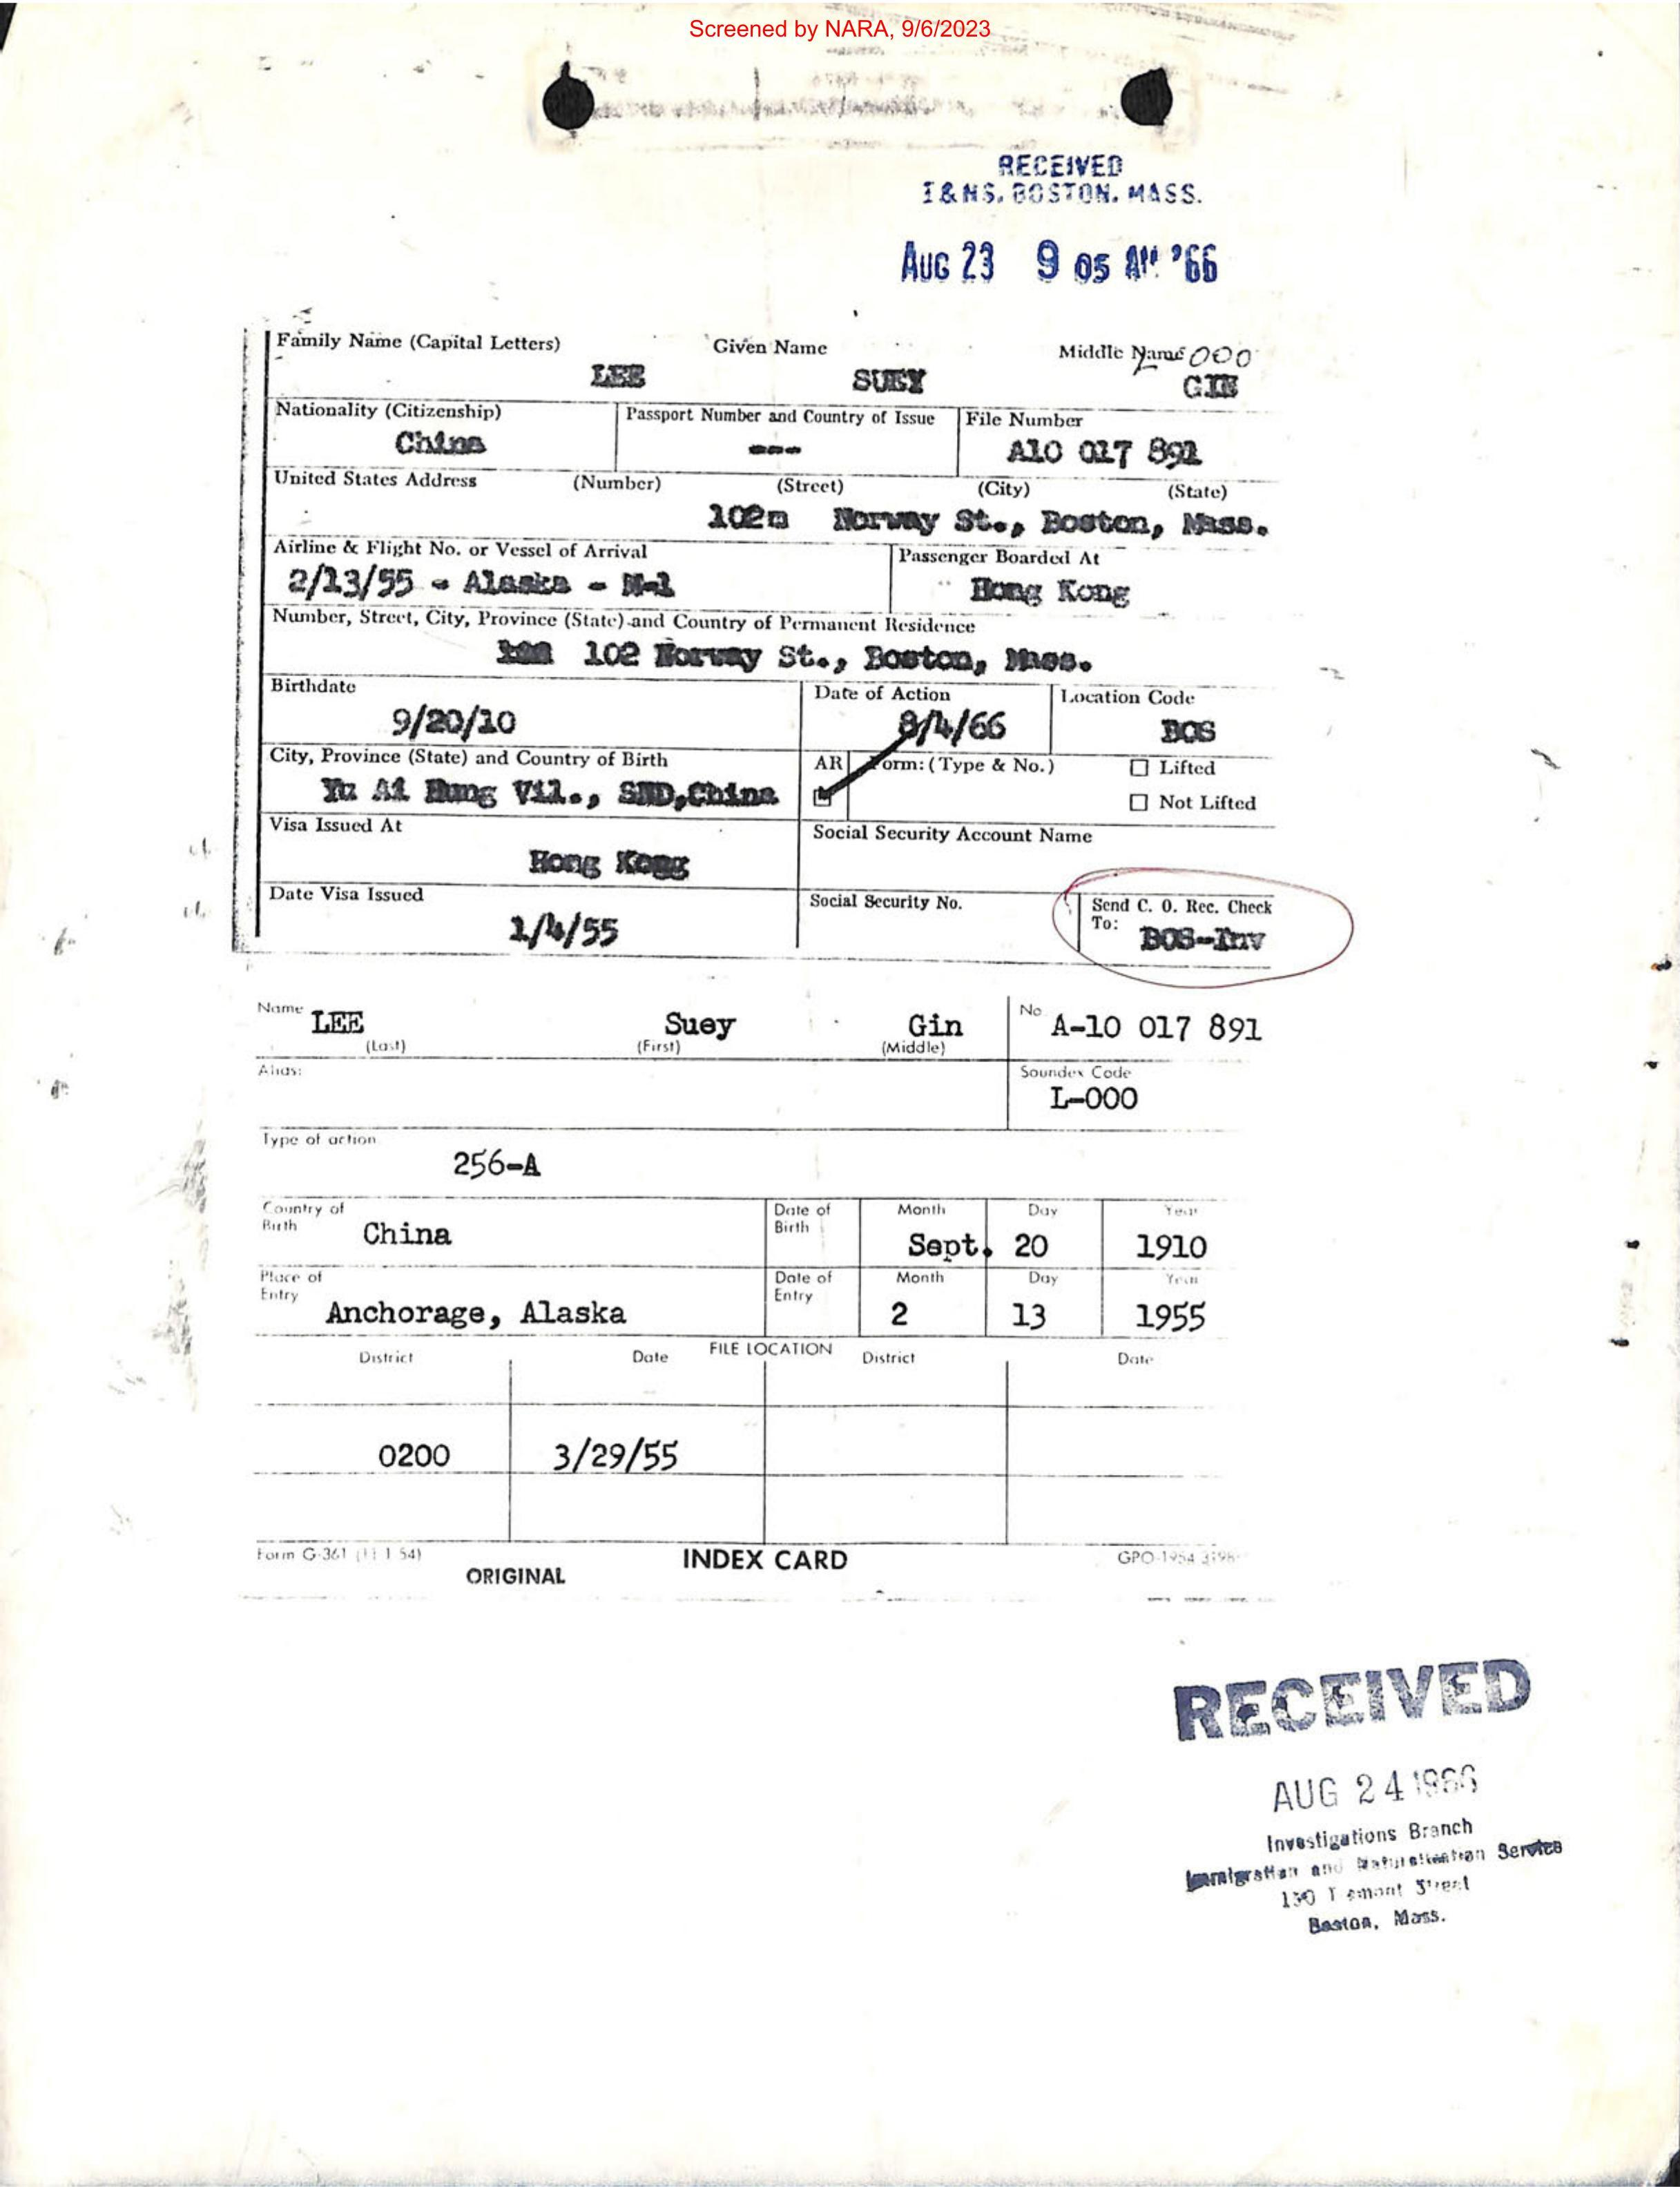 Screened by NARA, 9/6/2023
RECEIVED
I & NS. BOSTON. MASS.
AUG 23 9 05 AM '66
Family Name (Capital Letters) Given Name Middle Name 000
LEE SUEY GIN
Nationality (Citizenship) Passport Number and Country of Issue File Number
China --- A10 017 891
United States Address (Number) (Street) (City) (State)
102 Norway St., Boston, Mass.
Airline & Flight No. or Vessel of Arrival Passenger Boarded At
2/13/55 - Alaska - M-1 Hong Kong
Number, Street, City, Province (State) and Country of Permanent Residence
102 Norway St., Boston, Mass.
Birthdate Date of Action Location Code
9/20/10 8/4/66 BOS
City, Province (State) and Country of Birth AR Form: (Type & No.) Lifted
Yu Ai Hung Vil., SND, China Not Lifted
Visa Issued At Social Security Account Name
Hong Kong
Date Visa Issued Social Security No. Send C. O. Rec. Check
To:
1/4/55 BOS--Inv
Name LEE Suey Gin No. A-10 017 891
(Last) (First) (Middle)
Alias: Soundex Code
L-000
Type of action
256-A
Country of Birth China Date of Birth Month Sept. Day 20 Year 1910
Place of Entry Anchorage, Alaska Date of Entry Month 2 Day 13 Year 1955
FILE LOCATION
District Date District Date
0200 3/29/55
Form G-361 (11-1-54) INDEX CARD GPO-1954
ORIGINAL
RECEIVED
AUG 24 1966
Investigations Branch
Immigration and Naturalization Service
Street
Boston, Mass.